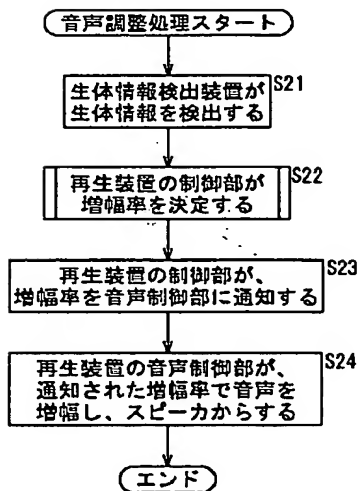 音声調整処理スタート
生体情報検出装置が
生体情報を検出する
S21
再生装置の制御部が
増幅率を決定する
S22
再生装置の制御部が、
増幅率を音声制御部に通知する
S23
再生装置の音声制御部が、
通知された増幅率で音声を
増幅し、スピーカからする
S24
エンド